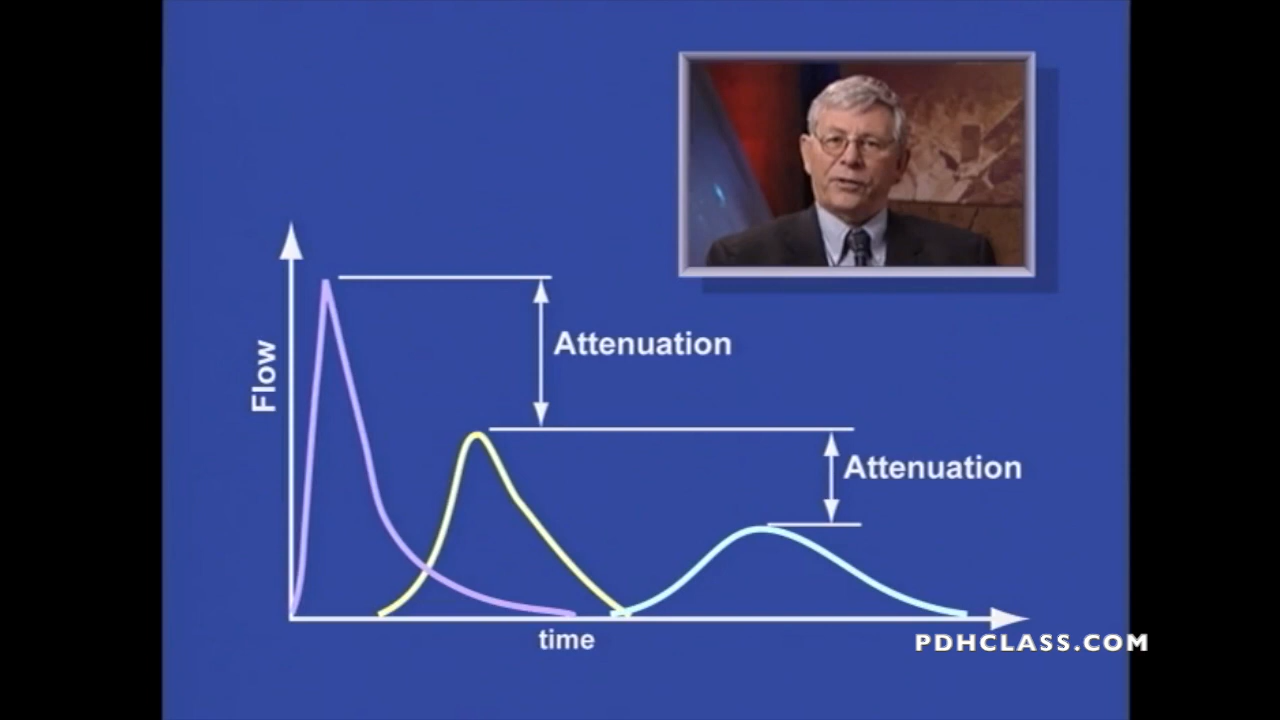 Attenuation
Flow
Attenuation
time
PDHCLASS.COM